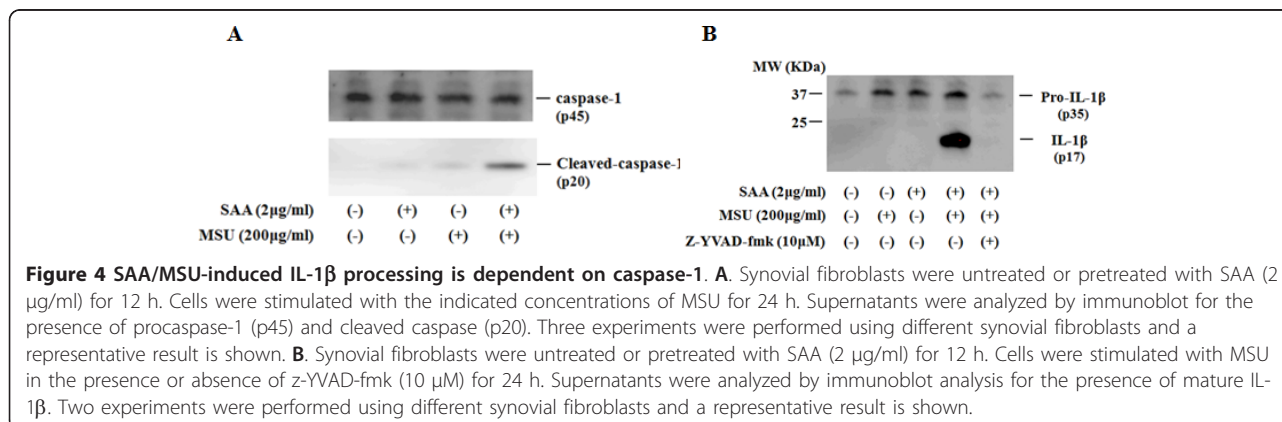 A
B
MW (KDa)
37
25
caspase-1
(p45)
Cleaved-caspase-1
(p20)
Pro-IL-1β
(p35)
IL-1β
(p17)
SAA (2µg/ml) (-) (+) (-) (+)
MSU (200µg/ml) (-) (-) (+) (+)
SAA (2µg/ml) (-) (-) (+) (+) (+)
MSU (200µg/ml) (-) (+) (-) (+) (+)
Z-YVAD-fmk (10µM) (-) (-) (-) (-) (+)
Figure 4 SAA/MSU-induced IL-1β processing is dependent on caspase-1. A. Synovial fibroblasts were untreated or pretreated with SAA (2
µg/ml) for 12 h. Cells were stimulated with the indicated concentrations of MSU for 24 h. Supernatants were analyzed by immunoblot for the
presence of procaspase-1 (p45) and cleaved caspase (p20). Three experiments were performed using different synovial fibroblasts and a
representative result is shown. B. Synovial fibroblasts were untreated or pretreated with SAA (2 µg/ml) for 12 h. Cells were stimulated with MSU
in the presence or absence of z-YVAD-fmk (10 µM) for 24 h. Supernatants were analyzed by immunoblot analysis for the presence of mature IL-
1β. Two experiments were performed using different synovial fibroblasts and a representative result is shown.